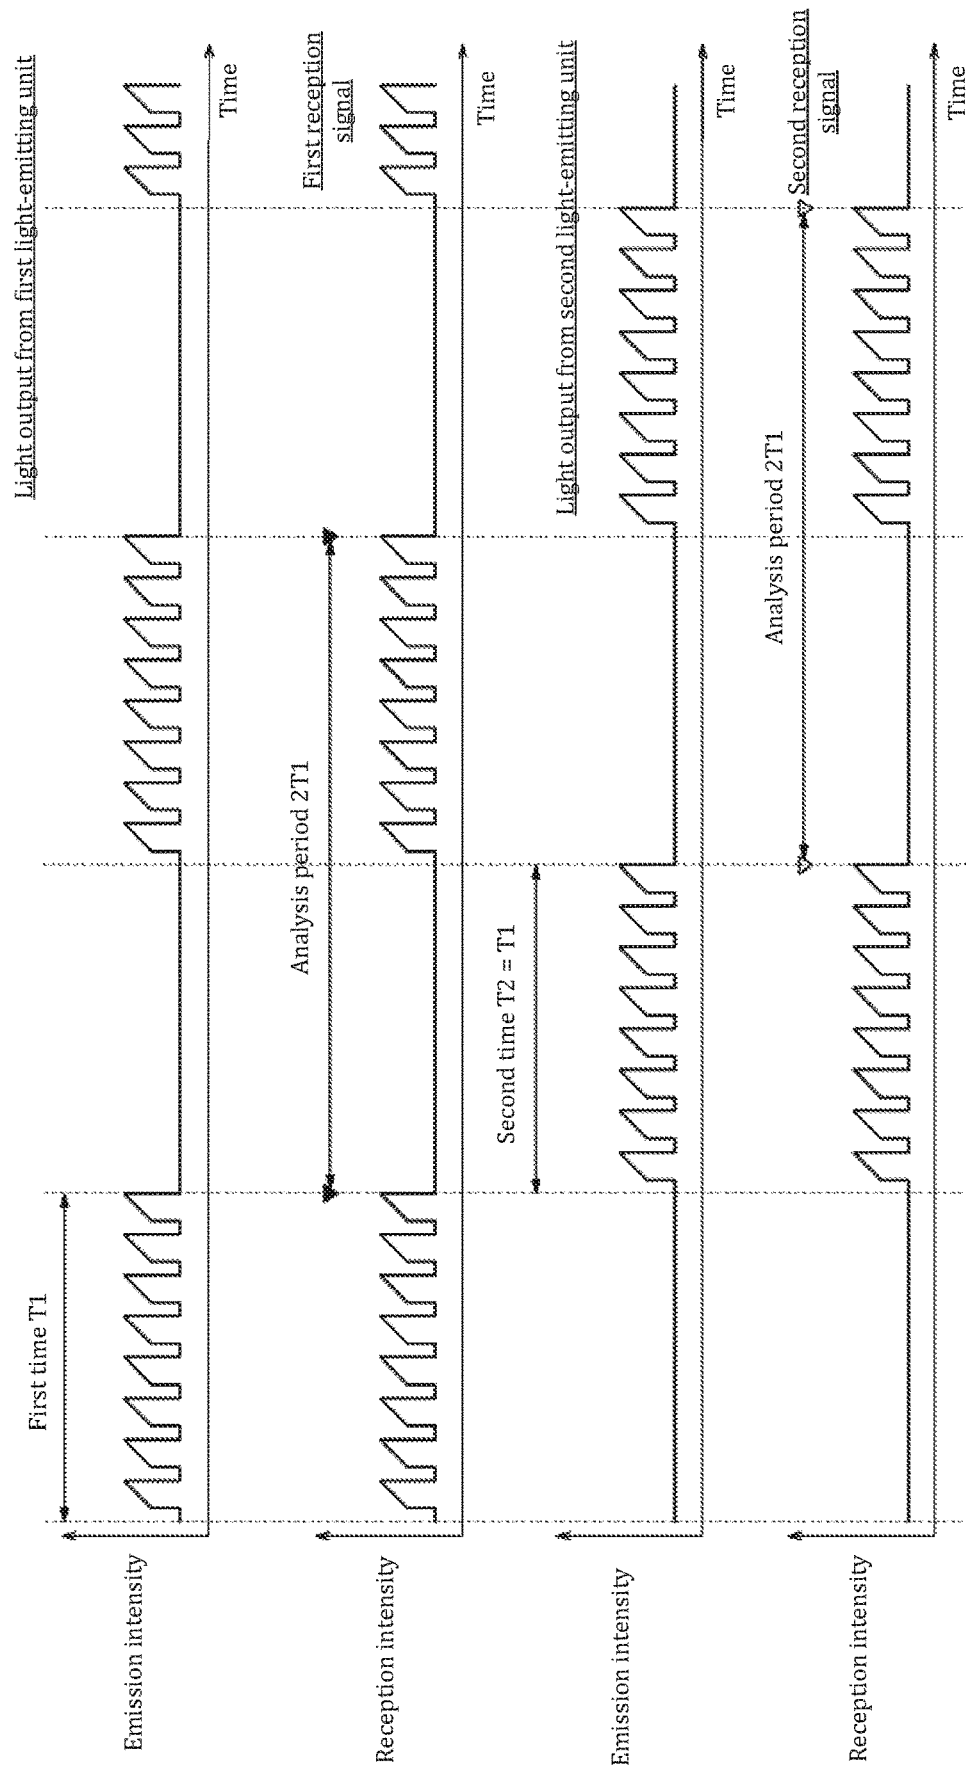 Light output from first light-emitting unit
First time T1
Emission intensity
Time
First reception
signal
Analysis period 2T1
Reception intensity
Time
Light output from second light-emitting unit
Second time T2 = T1
Emission intensity
Time
Second reception
signal
Analysis period 2T1
Reception intensity
Time